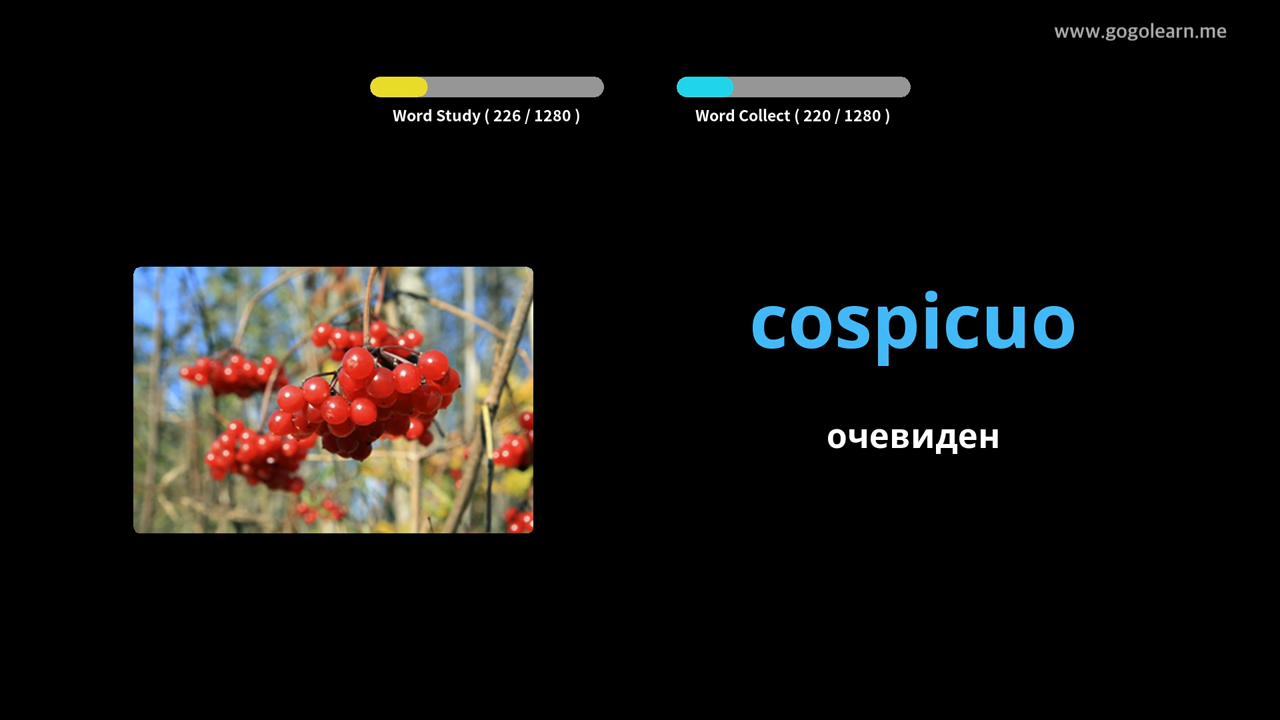 www.gogolearn.me
Word Study ( 226 / 1280 )
Word Collect ( 220 / 1280 )
cospicuo
очевиден